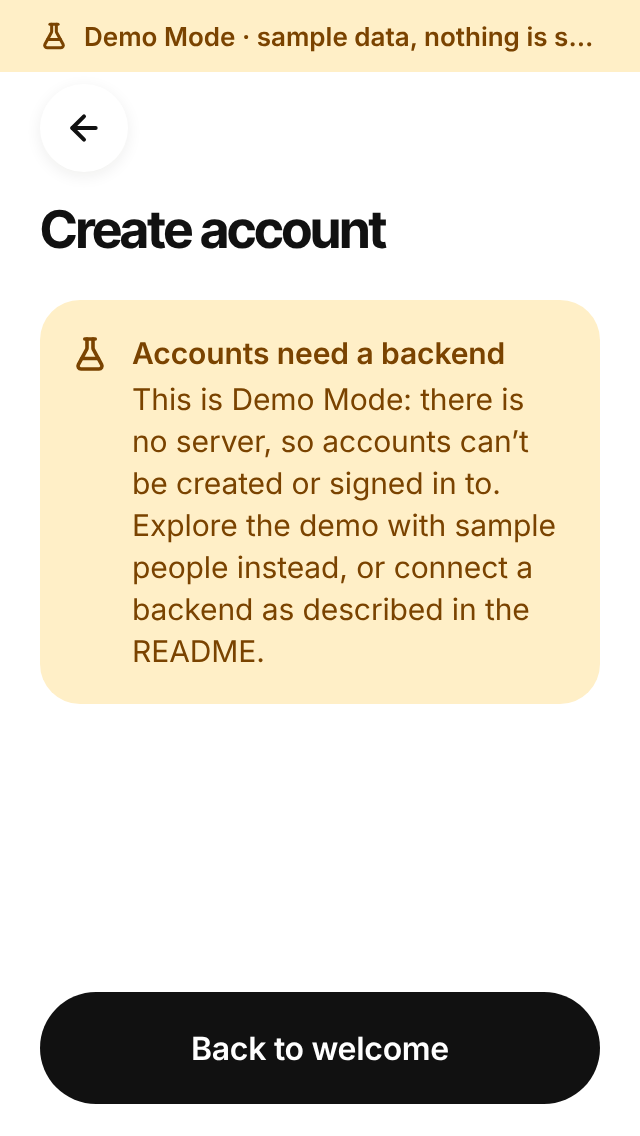 Demo Mode · sample data, nothing is s…
Create account
Accounts need a backend
This is Demo Mode: there is
no server, so accounts can’t
be created or signed in to.
Explore the demo with sample
people instead, or connect a
backend as described in the
README.
Back to welcome